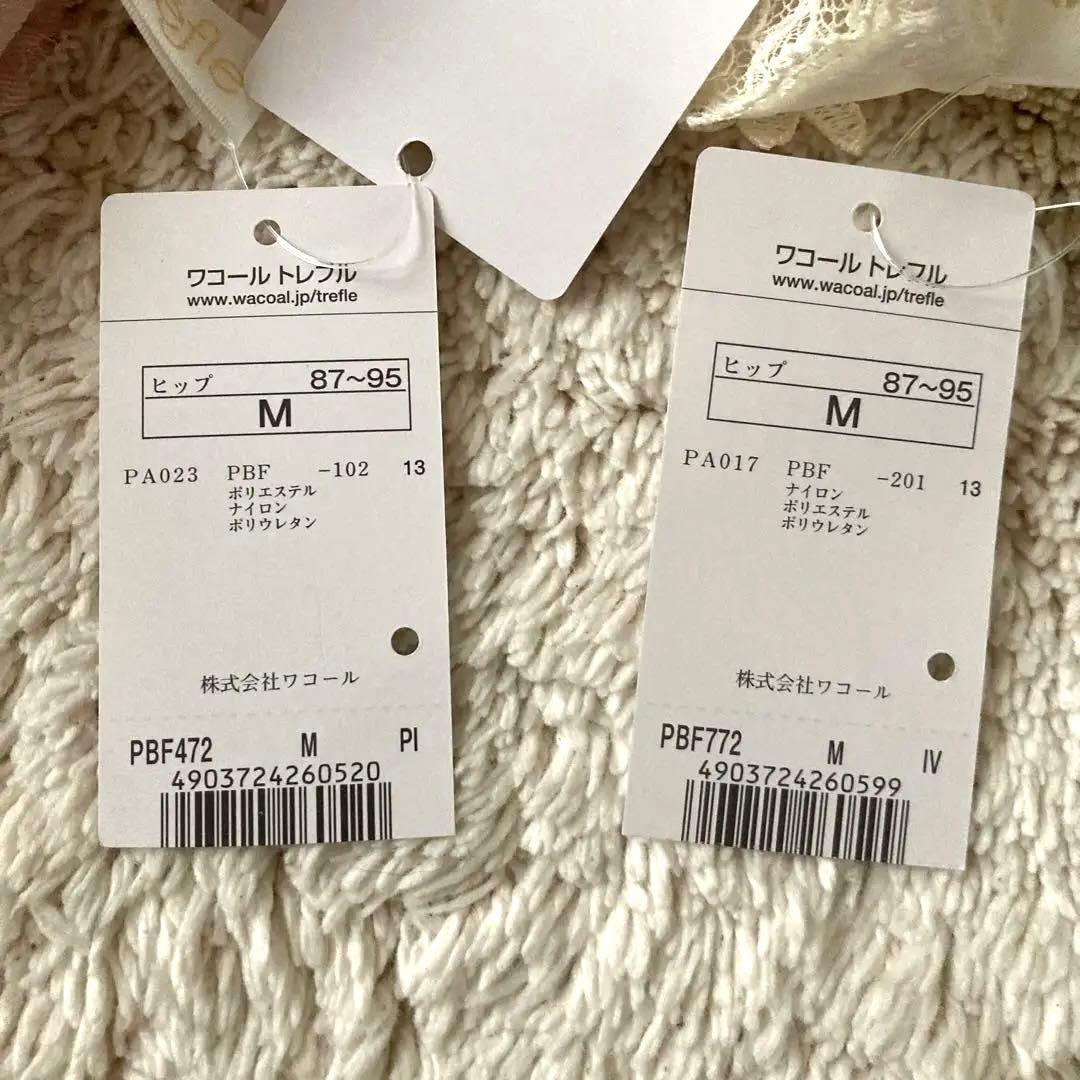 efle
ワコール トレフル
www.wacoal.jp/trefle
ヒップ 87~95
M
PA023 PBF -102 13
ポリエステル
ナイロン
ポリウレタン
株式会社ワコール
PBF472 M PI
4903724260520
ワコール トレフル
www.wacoal.jp/trefle
ヒップ 87~95
M
PA017 PBF -201 13
ナイロン
ポリエステル
ポリウレタン
株式会社ワコール
PBF772 M IV
4903724260599